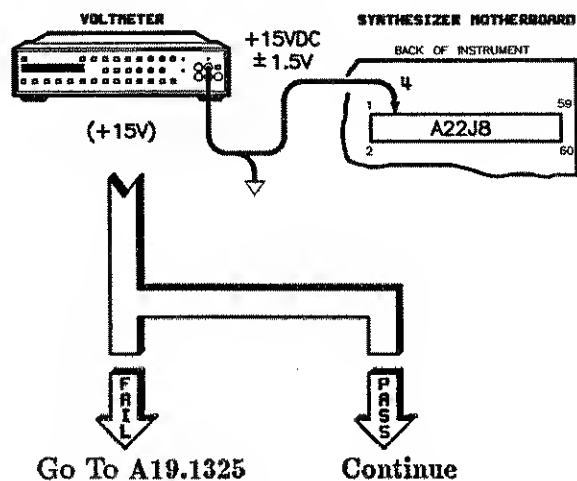 VOLTMETER
+15VDC
±1.5V
SYNTHESIZER MOTHERBOARD
BACK OF INSTRUMENT
4
1
59
A22J8
2
60
(+15V)
FAIL
PASS
Go To A19.1325
Continue